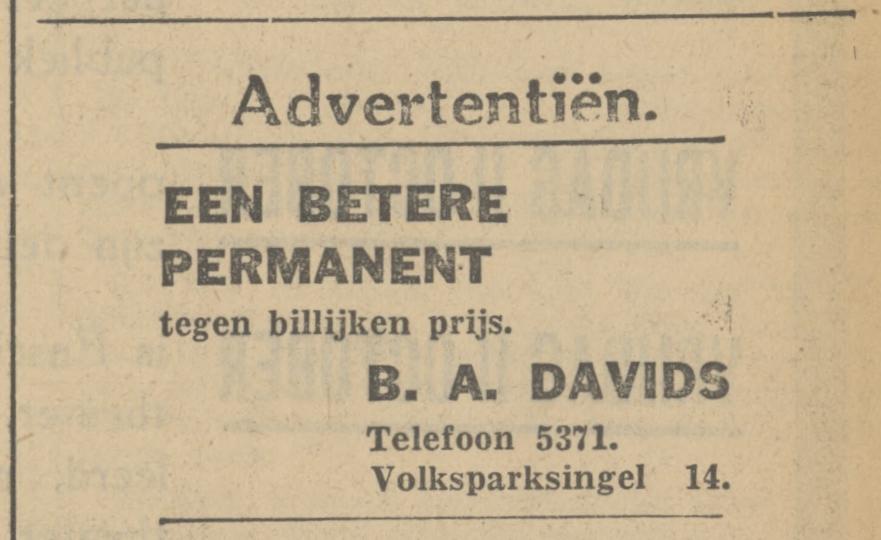 Advertentiën.
EEN BETERE
PERMANENT
tegen billijken prijs.
B. A. DAVIDS
Telefoon 5371.
Volksparksingel 14.